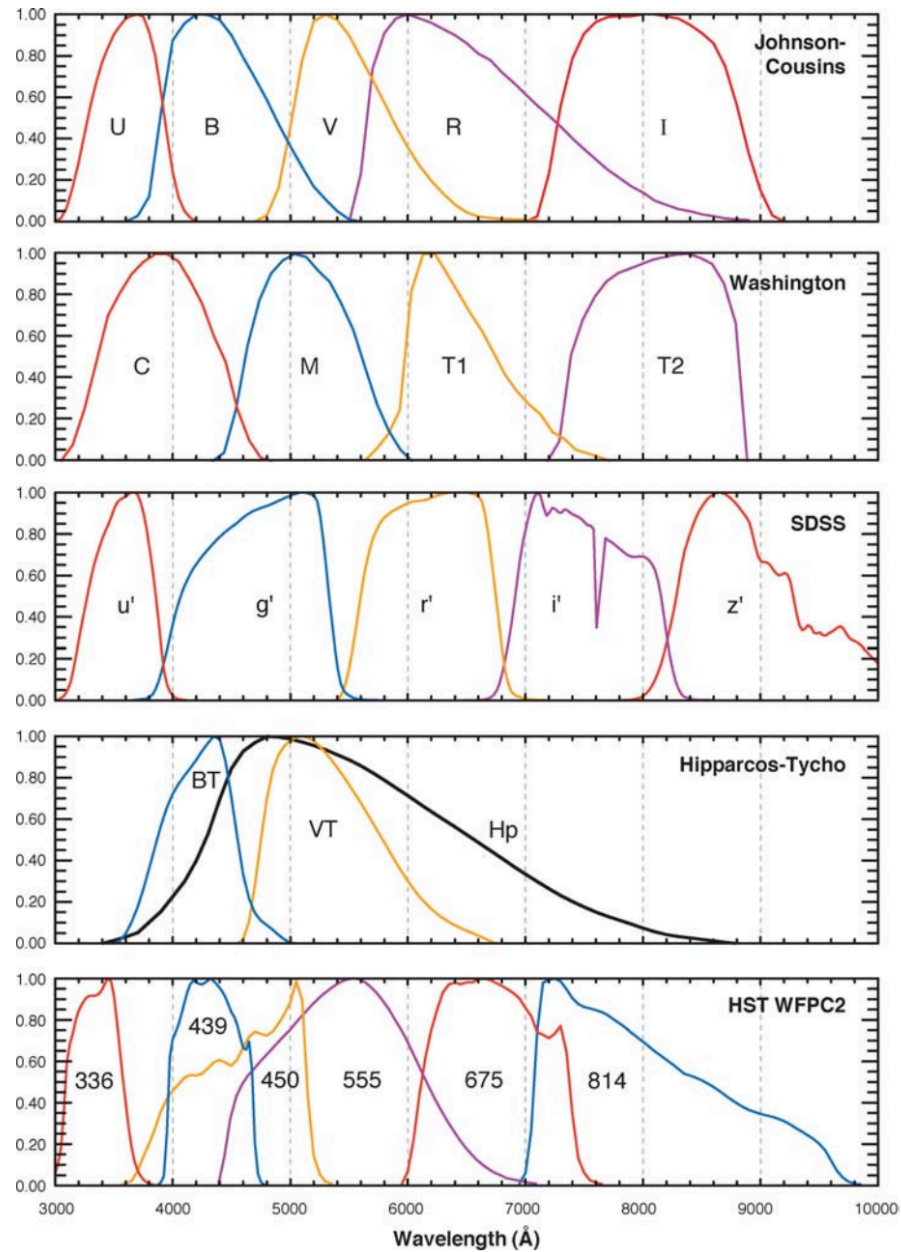 1.00
0.80
0.60
0.40
0.20
0.00
U
B
V
R
I
Johnson-
Cousins
1.00
0.80
0.60
0.40
0.20
0.00
C
M
T1
T2
Washington
1.00
0.80
0.60
0.40
0.20
0.00
u'
g'
r'
i'
z'
SDSS
1.00
0.80
0.60
0.40
0.20
0.00
BT
VT
Hp
Hipparcos-Tycho
1.00
0.80
0.60
0.40
0.20
0.00
336
439
450
555
675
814
HST WFPC2
3000 4000 5000 6000 7000 8000 9000 10000
Wavelength (Å)